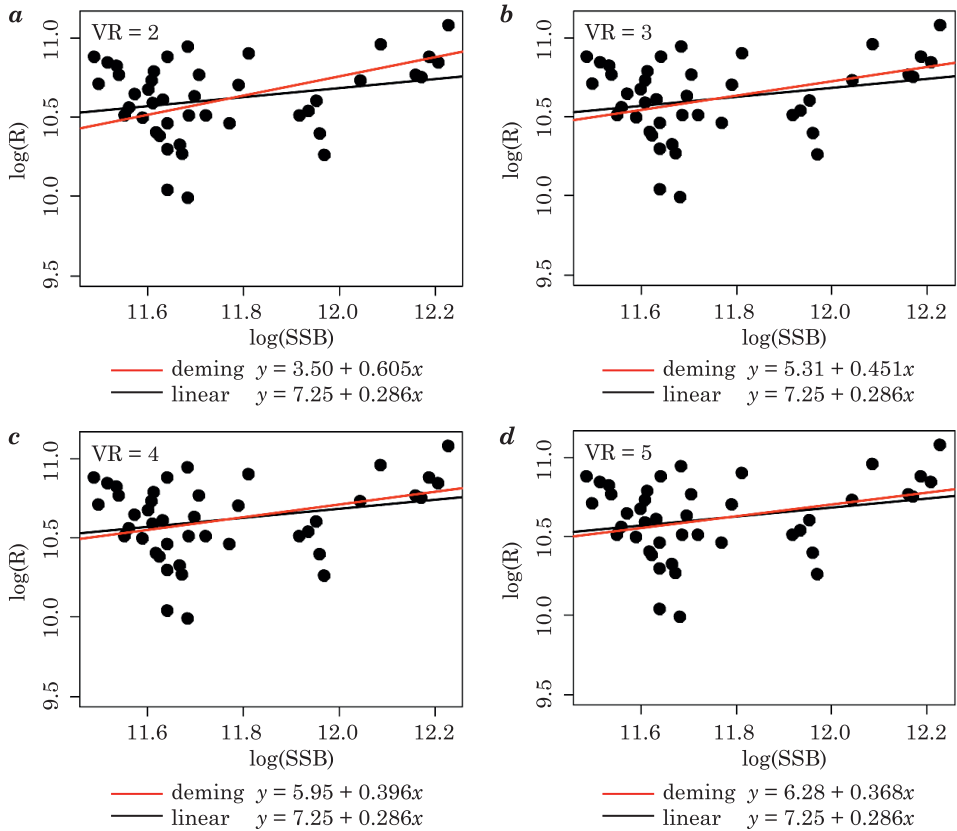 a
VR = 2
11.0
10.5
10.0
9.5
log(R)
11.6 11.8 12.0 12.2
log(SSB)
deming y = 3.50 + 0.605x
linear y = 7.25 + 0.286x
b
VR = 3
11.0
10.5
10.0
9.5
log(R)
11.6 11.8 12.0 12.2
log(SSB)
deming y = 5.31 + 0.451x
linear y = 7.25 + 0.286x
c
VR = 4
11.0
10.5
10.0
9.5
log(R)
11.6 11.8 12.0 12.2
log(SSB)
deming y = 5.95 + 0.396x
linear y = 7.25 + 0.286x
d
VR = 5
11.0
10.5
10.0
9.5
log(R)
11.6 11.8 12.0 12.2
log(SSB)
deming y = 6.28 + 0.368x
linear y = 7.25 + 0.286x